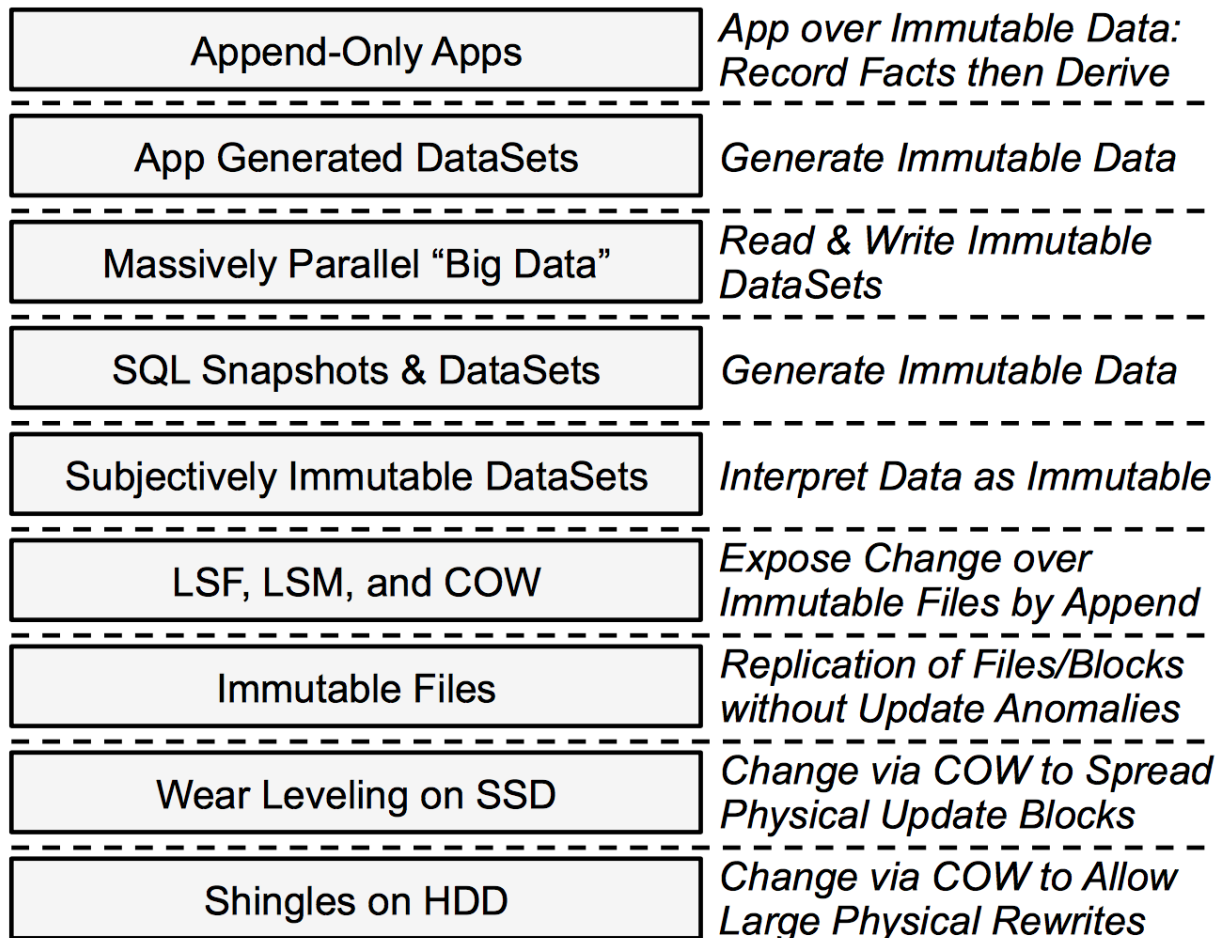 Append-Only Apps
App over Immutable Data:
Record Facts then Derive
App Generated DataSets
Generate Immutable Data
Massively Parallel “Big Data”
Read & Write Immutable
DataSets
SQL Snapshots & DataSets
Generate Immutable Data
Subjectively Immutable DataSets
Interpret Data as Immutable
LSF, LSM, and COW
Expose Change over
Immutable Files by Append
Immutable Files
Replication of Files/Blocks
without Update Anomalies
Wear Leveling on SSD
Change via COW to Spread
Physical Update Blocks
Shingles on HDD
Change via COW to Allow
Large Physical Rewrites